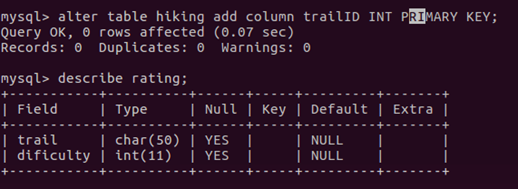 mysql> alter table hiking add column trailID INT PRIMARY KEY;
Query OK, 0 rows affected (0.07 sec)
Records: 0  Duplicates: 0  Warnings: 0

mysql> describe rating;
+-----------+----------+------+-----+---------+-------+
| Field     | Type     | Null | Key | Default | Extra |
+-----------+----------+------+-----+---------+-------+
| trail     | char(50) | YES  |     | NULL    |       |
| dificulty | int(11)  | YES  |     | NULL    |       |
+-----------+----------+------+-----+---------+-------+